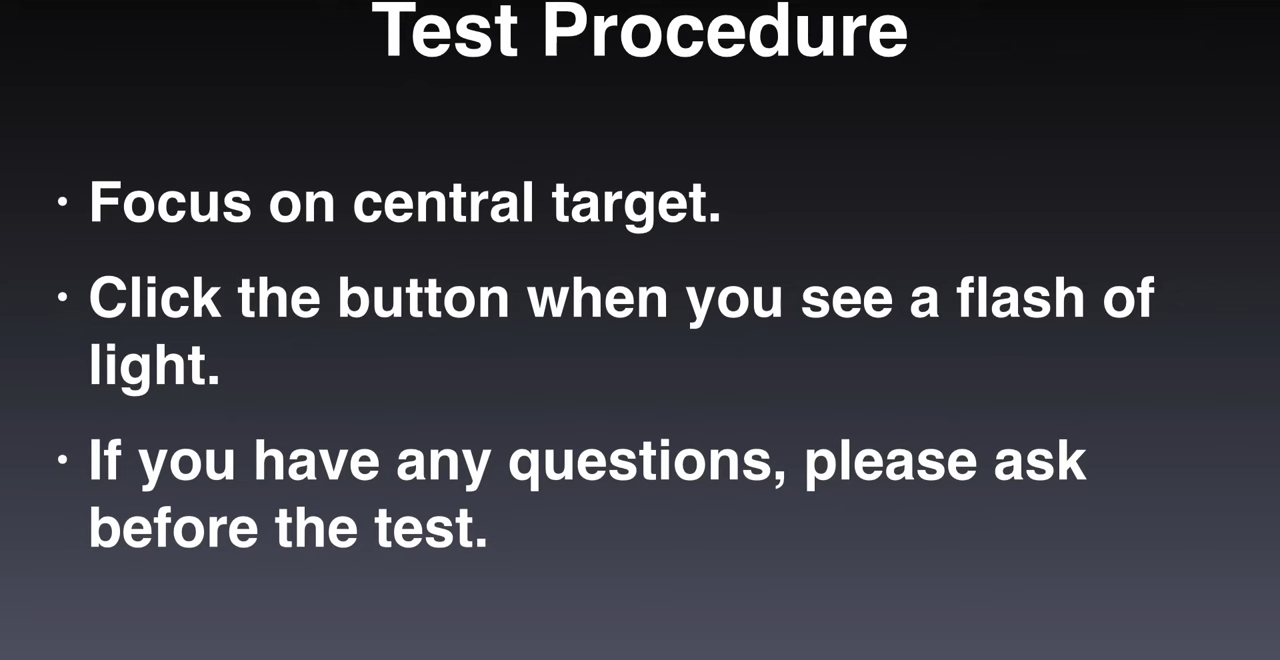 Test Procedure
· Focus on central target.
· Click the button when you see a flash of
light.
· If you have any questions, please ask
before the test.